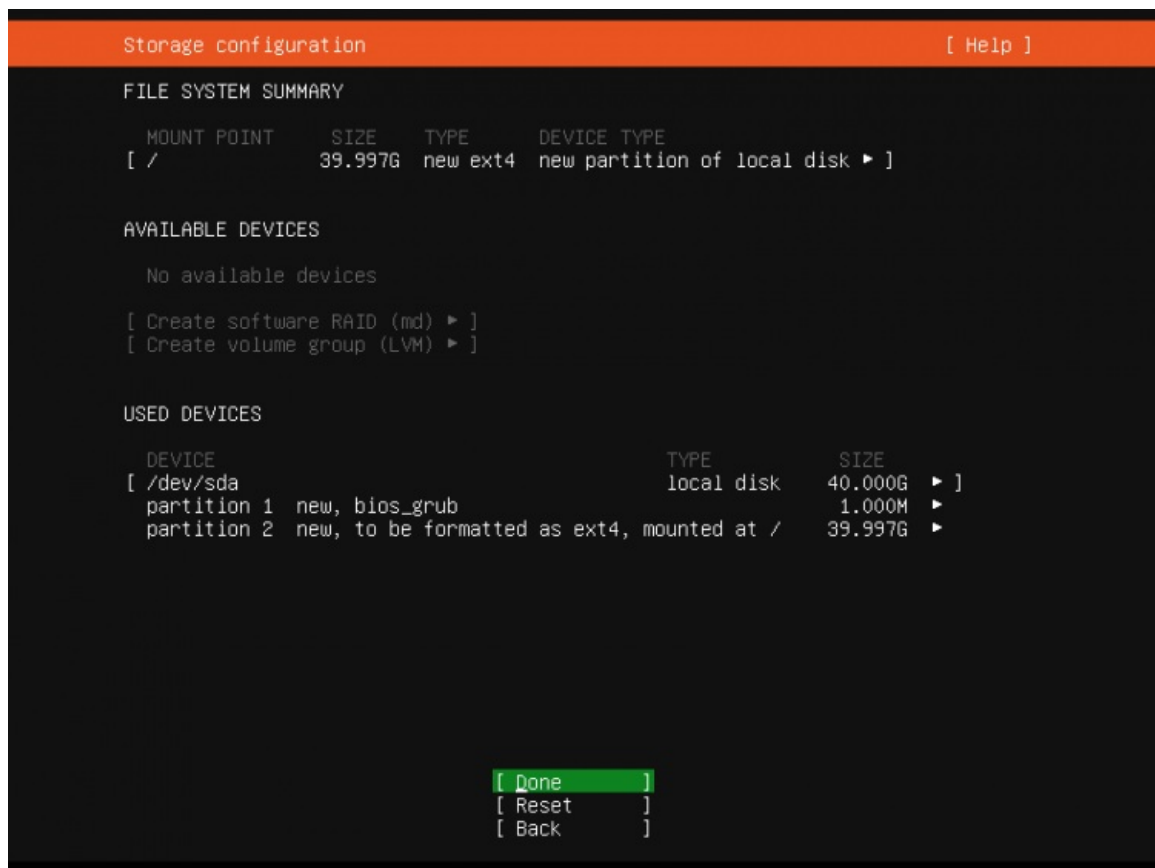 Storage configuration [ Help ]
FILE SYSTEM SUMMARY
MOUNT POINT SIZE TYPE DEVICE TYPE
[ / 39.997G new ext4 new partition of local disk ▸ ]
AVAILABLE DEVICES
No available devices
[ Create software RAID (md) ▸ ]
[ Create volume group (LVM) ▸ ]
USED DEVICES
DEVICE TYPE SIZE
[ /dev/sda local disk 40.000G ▸ ]
partition 1 new, bios_grub 1.000M ▸
partition 2 new, to be formatted as ext4, mounted at / 39.997G ▸
[ Done ]
[ Reset ]
[ Back ]